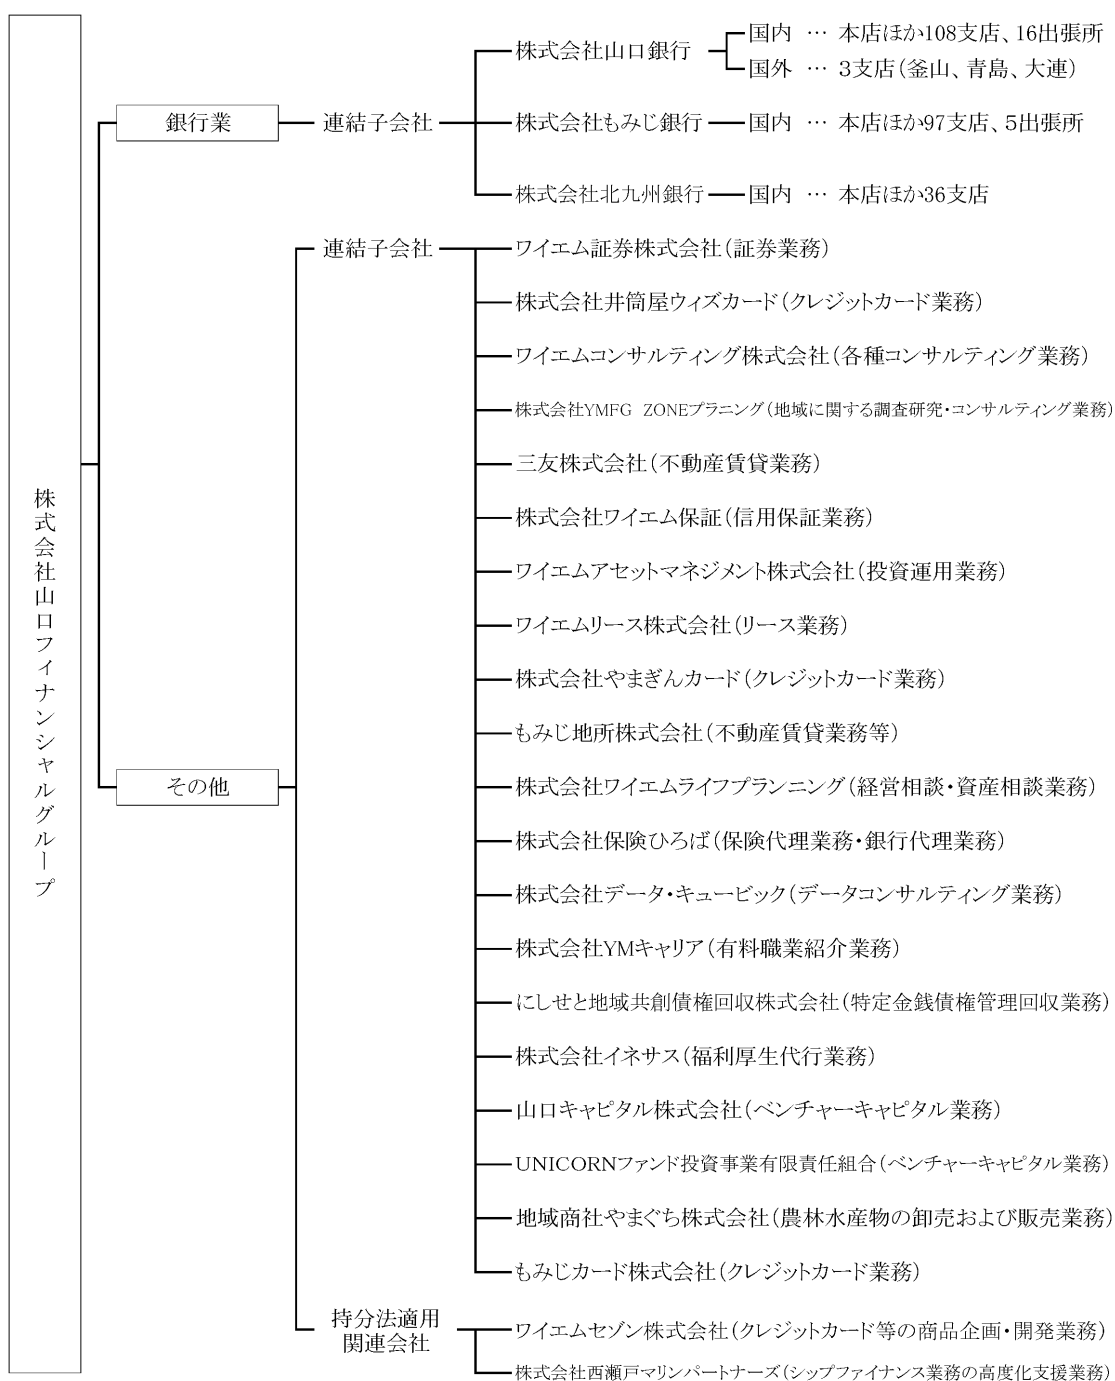 株式会社山口フィナンシャルグループ
銀行業
連結子会社
株式会社山口銀行
国内 … 本店ほか108支店、16出張所
国外 … 3支店（釜山、青島、大連）
株式会社もみじ銀行
国内 … 本店ほか97支店、5出張所
株式会社北九州銀行
国内 … 本店ほか36支店
その他
連結子会社
ワイエム証券株式会社（証券業務）
株式会社井筒屋ウィズカード（クレジットカード業務）
ワイエムコンサルティング株式会社（各種コンサルティング業務）
株式会社YMFG ZONEプラニング（地域に関する調査研究・コンサルティング業務）
三友株式会社（不動産賃貸業務）
株式会社ワイエム保証（信用保証業務）
ワイエムアセットマネジメント株式会社（投資運用業務）
ワイエムリース株式会社（リース業務）
株式会社やまぎんカード（クレジットカード業務）
もみじ地所株式会社（不動産賃貸業務等）
株式会社ワイエムライフプランニング（経営相談・資産相談業務）
株式会社保険ひろば（保険代理業務・銀行代理業務）
株式会社データ・キュービック（データコンサルティング業務）
株式会社YMキャリア（有料職業紹介業務）
にしせと地域共創債権回収株式会社（特定金銭債権管理回収業務）
株式会社イネサス（福利厚生代行業務）
山口キャピタル株式会社（ベンチャーキャピタル業務）
UNICORNファンド投資事業有限責任組合（ベンチャーキャピタル業務）
地域商社やまぐち株式会社（農林水産物の卸売および販売業務）
もみじカード株式会社（クレジットカード業務）
持分法適用
関連会社
ワイエムセゾン株式会社（クレジットカード等の商品企画・開発業務）
株式会社西瀬戸マリンパートナーズ（シップファイナンス業務の高度化支援業務）